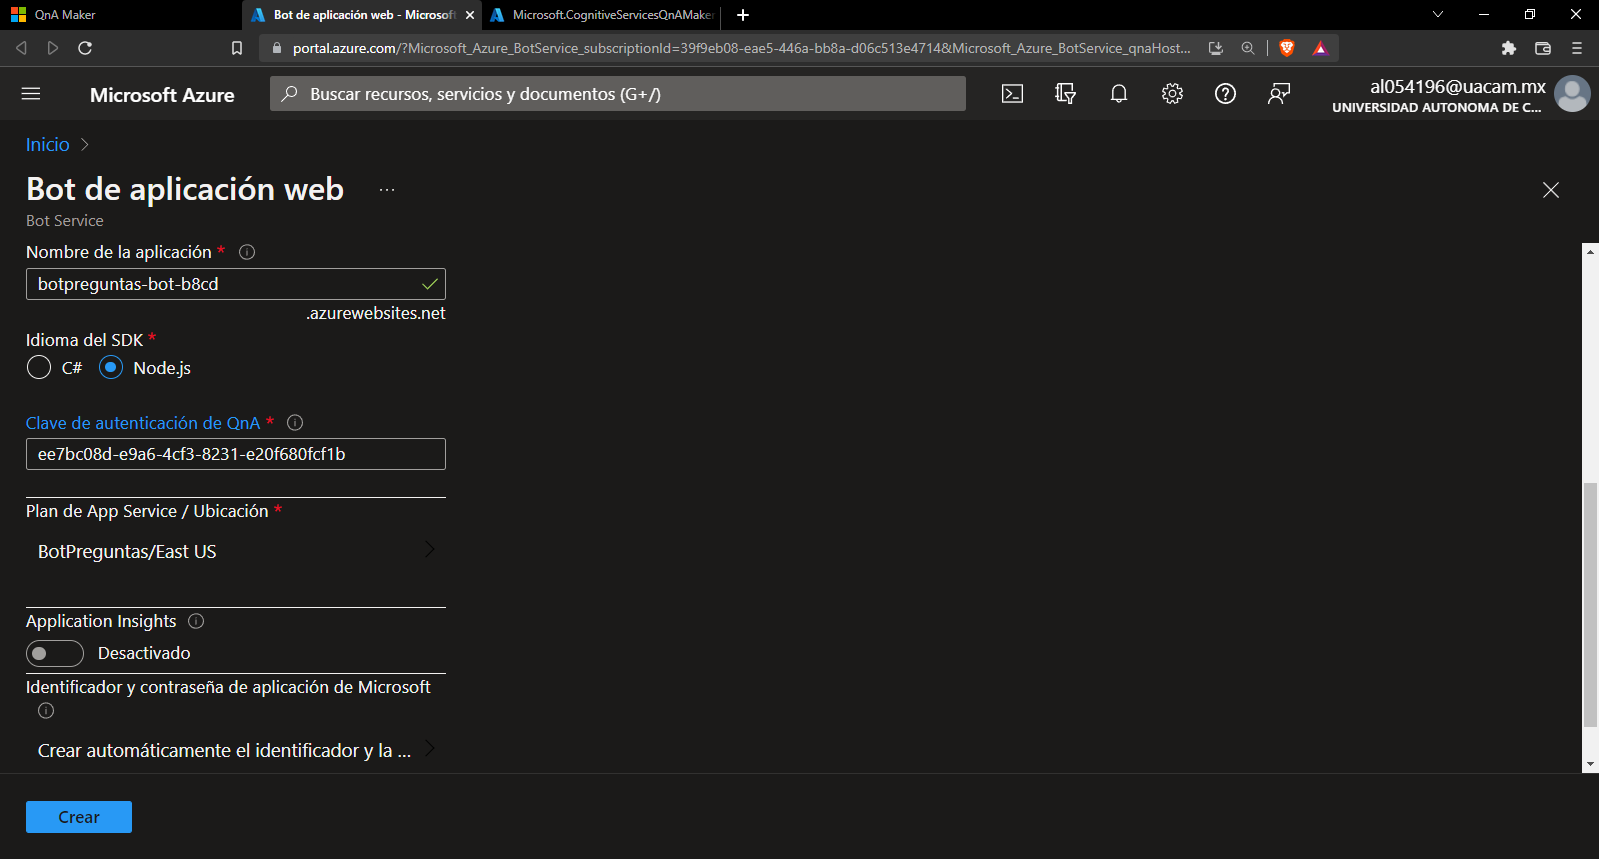 QnA Maker
Bot de aplicación web - Microsoft
Microsoft.CognitiveServicesQnAMaker
portal.azure.com/?Microsoft_Azure_BotService_subscriptionId=39f9eb08-eae5-446a-bb8a-d06c513e4714&Microsoft_Azure_BotService_qnaHost...
Microsoft Azure
Buscar recursos, servicios y documentos (G+/)
al054196@uacam.mx
UNIVERSIDAD AUTONOMA DE C...
Inicio
Bot de aplicación web
...
Bot Service
Nombre de la aplicación *
botpreguntas-bot-b8cd
.azurewebsites.net
Idioma del SDK *
C# Node.js
Clave de autenticación de QnA *
ee7bc08d-e9a6-4cf3-8231-e20f680fcf1b
Plan de App Service / Ubicación *
BotPreguntas/East US
Application Insights
Desactivado
Identificador y contraseña de aplicación de Microsoft
Crear automáticamente el identificador y la ...
Crear